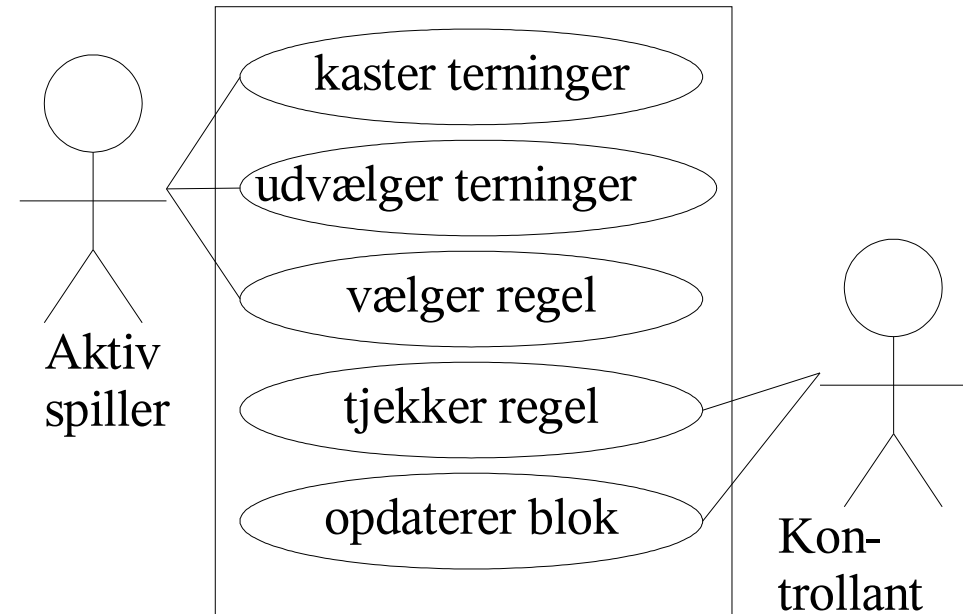 kaster terninger
udvælger terninger
vælger regel
tjekker regel
opdaterer blok
Aktiv
spiller
Kon-
trollant